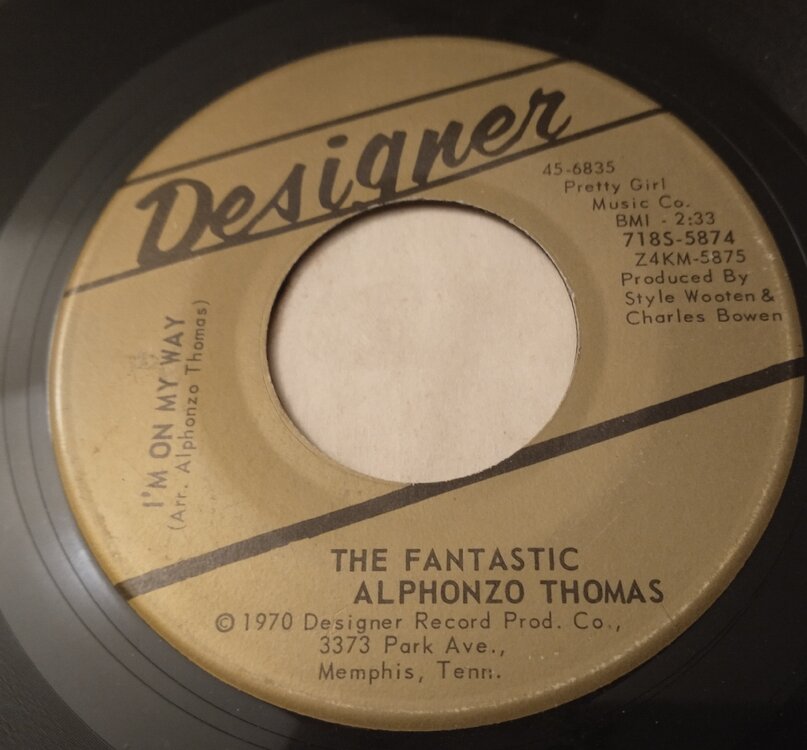 Designer
45-6835
Pretty Girl
Music Co.
BMI - 2:33
718S-5874
Z4KM-5875
Produced By
Style Wooten &
Charles Bowen
I'M ON MY WAY
(Arr. Alphonzo Thomas)
THE FANTASTIC
ALPHONZO THOMAS
© 1970 Designer Record Prod. Co.,
3373 Park Ave.,
Memphis, Tenn.